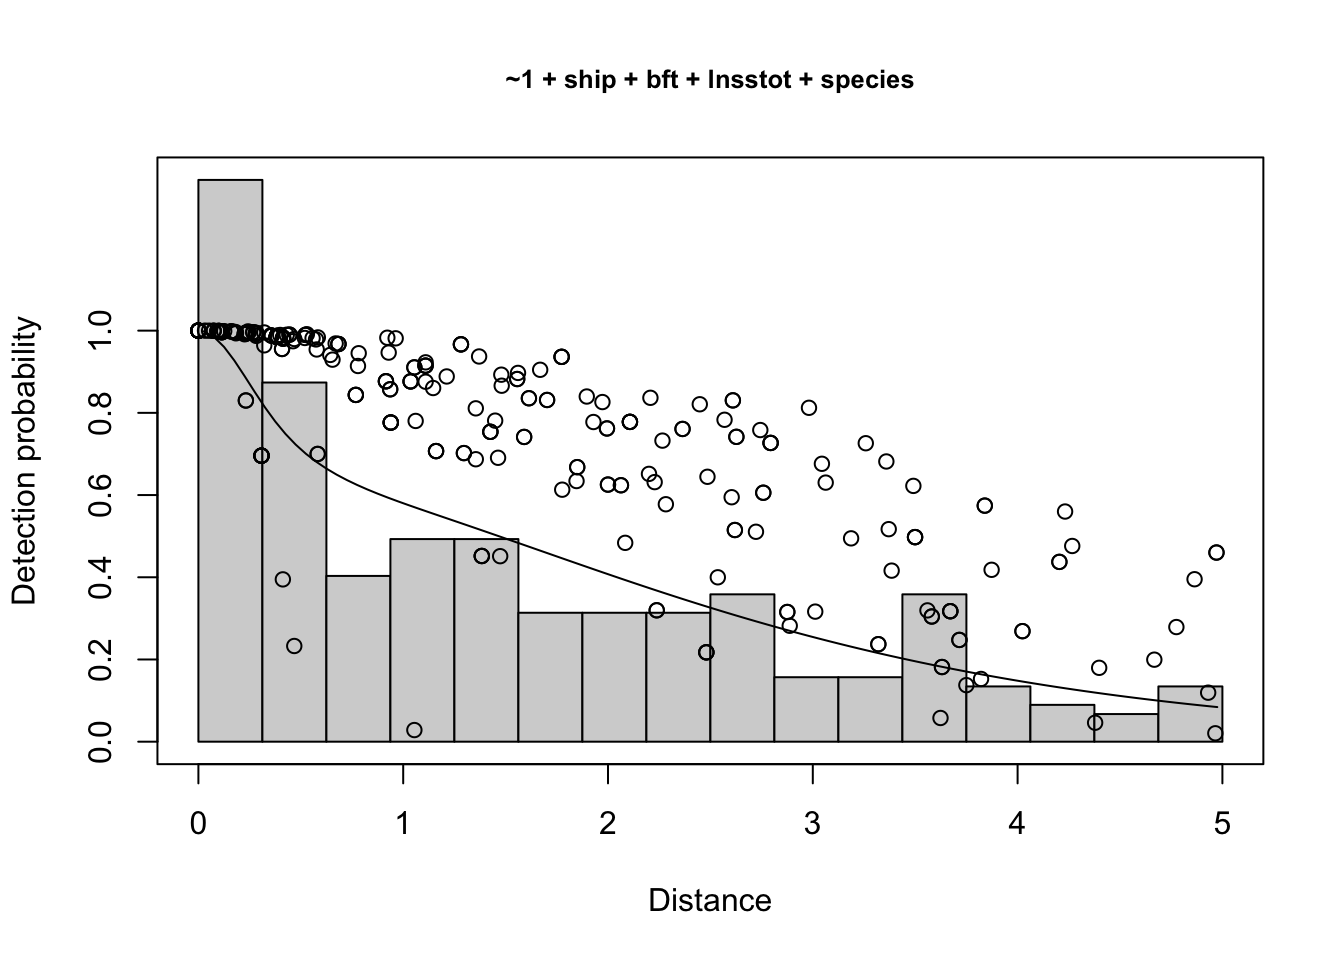 ~1 + ship + bft + lnsstot + species
Detection probability
1.0
0.8
0.6
0.4
0.2
0.0
0 1 2 3 4 5
Distance